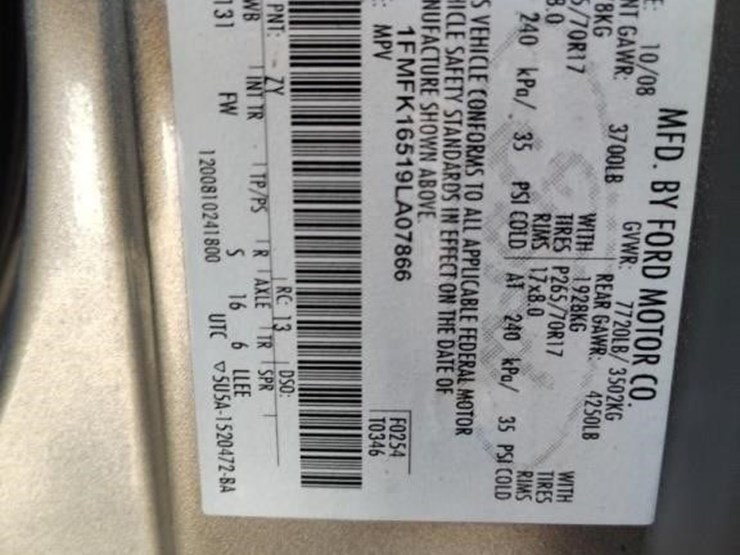 MFD. BY FORD MOTOR CO.
E: 10/08 GVWR: 7720LB/ 3502KG
NT GAWR: 3700LB REAR GAWR: 4250LB
78KG WITH 1928KG WITH
5/70R17 TIRES P265/70R17 TIRES
8.0 RIMS 17x8.0 RIMS
240 kPa/ 35 PSI COLD AT 240 kPa/ 35 PSI COLD
S VEHICLE CONFORMS TO ALL APPLICABLE FEDERAL MOTOR
HICLE SAFETY STANDARDS IN EFFECT ON THE DATE OF
NUFACTURE SHOWN ABOVE.
1FMFK16519LA07866 F0254
MPV T0346
PNT: ZY RC: 13 DSO:
WB INT TR TP/PS R AXLE TR SPR
131 FW S 16 6 LLEE
1200810241800 UTC ▽5U5A-1520472-BA